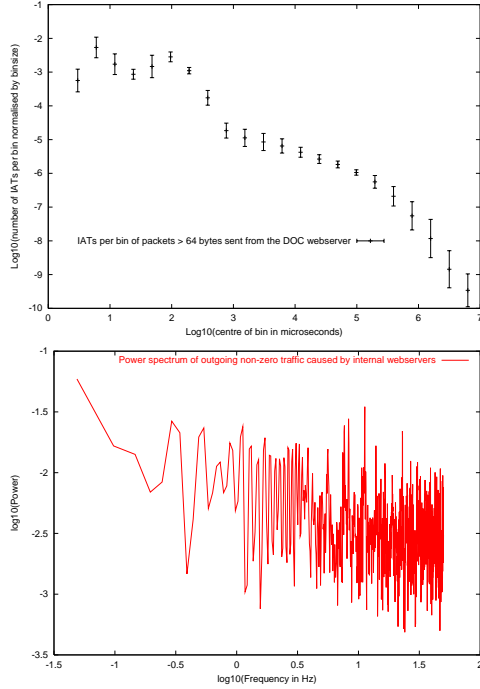 -1
-2
-3
-4
-5
-6
-7
-8
-9
-10
Log10(number of IATs per bin normalised by binsize)
IATs per bin of packets > 64 bytes sent from the DOC webserver
0 1 2 3 4 5 6 7
Log10(centre of bin in microseconds)
-1
-1.5
-2
-2.5
-3
-3.5
log10(Power)
Power spectrum of outgoing non-zero traffic caused by internal webservers
-1.5 -1 -0.5 0 0.5 1 1.5 2
log10(Frequency in Hz)